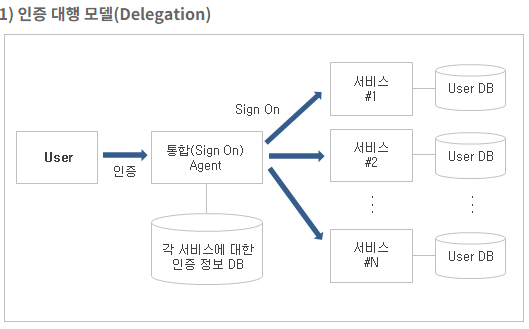 1) 인증 대행 모델(Delegation)
User
인증
통합(Sign On)
Agent
각 서비스에 대한
인증 정보 DB
Sign On
서비스
#1
User DB
서비스
#2
User DB
⋮
⋮
서비스
#N
User DB